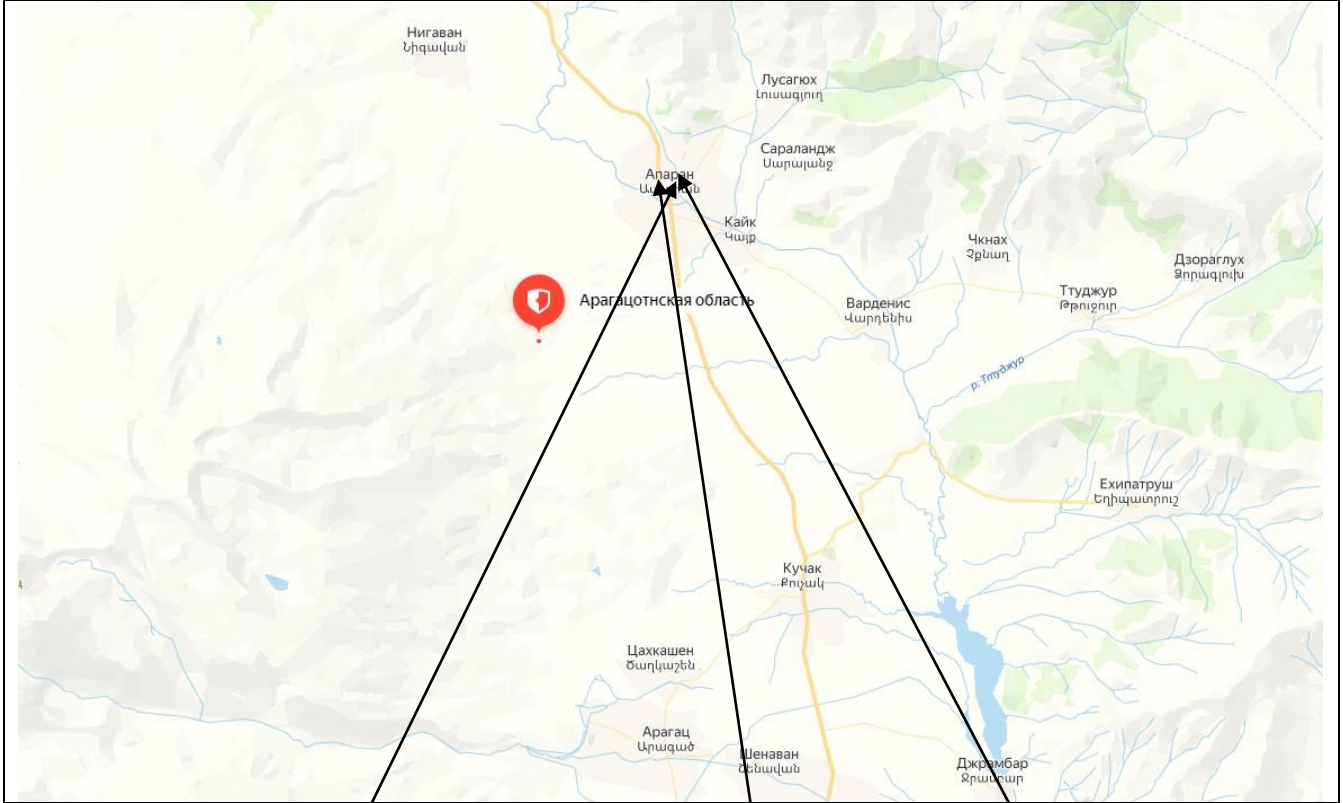 Нигаван
Նիգավան
Лусагюх
Լուսագյուղ
Сараландж
Սարալանջ
Апаран
Кайк
Կայք
Чкнах
Չքնաղ
Дзораглух
Ձորագլուխ
Арагацотнская область
Ттуджур
Թթուջուր
Варденис
Վարդենիս
р. Ттуджур
Ехипатруш
Եղիպատրուշ
Кучак
Քուչակ
Цахкашен
Ծաղկաշեն
Арагац
Արագած
Шенаван
Շենավան
Джрамбар
Ջրամբար